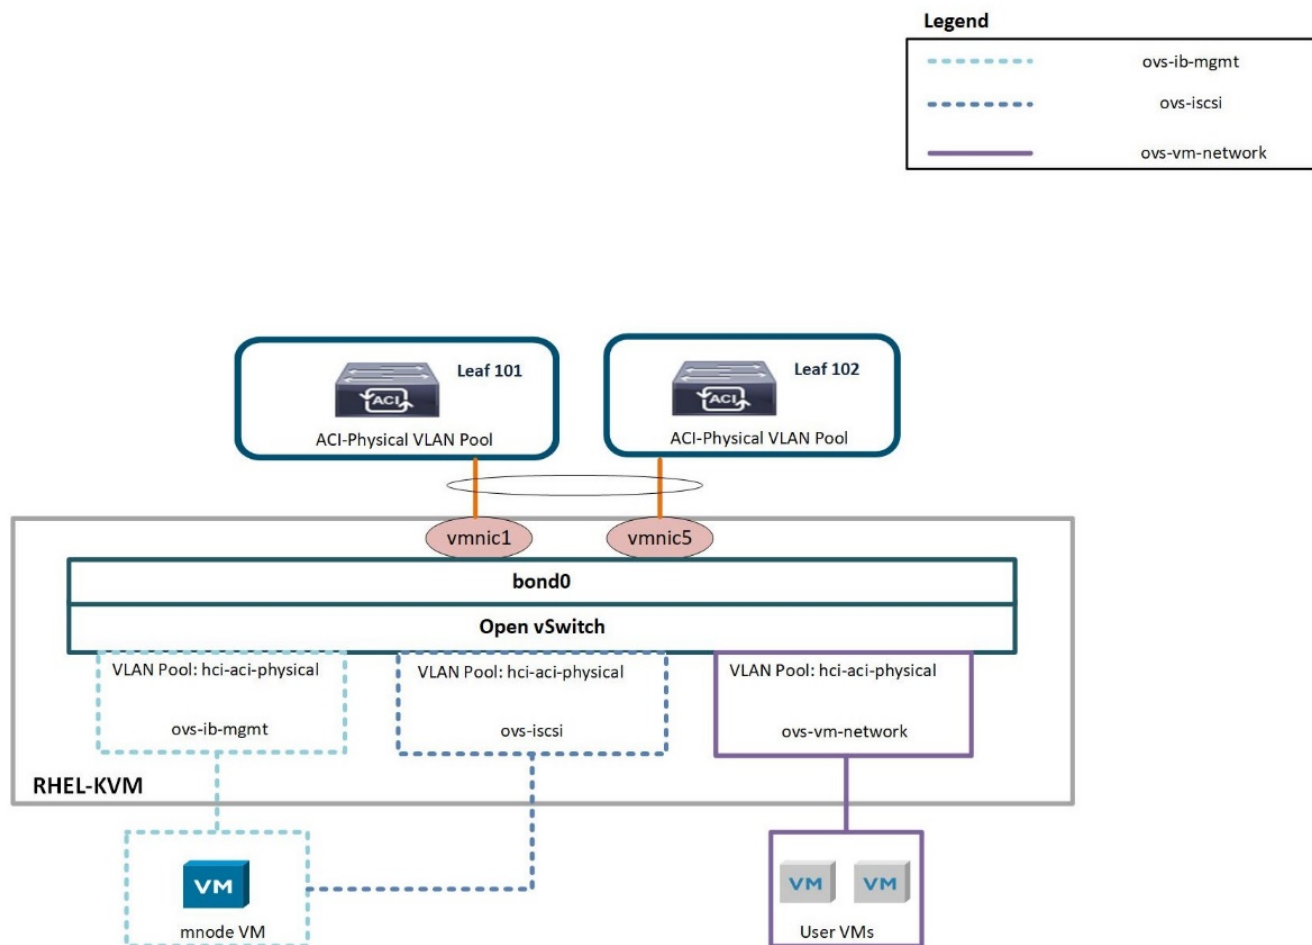 Legend
ovs-ib-mgmt
ovs-iscsi
ovs-vm-network
Leaf 101
ACI
ACI-Physical VLAN Pool
Leaf 102
ACI
ACI-Physical VLAN Pool
vmnic1
vmnic5
bond0
Open vSwitch
VLAN Pool: hci-aci-physical
ovs-ib-mgmt
VLAN Pool: hci-aci-physical
ovs-iscsi
VLAN Pool: hci-aci-physical
ovs-vm-network
RHEL-KVM
VM
mnode VM
VM VM
User VMs